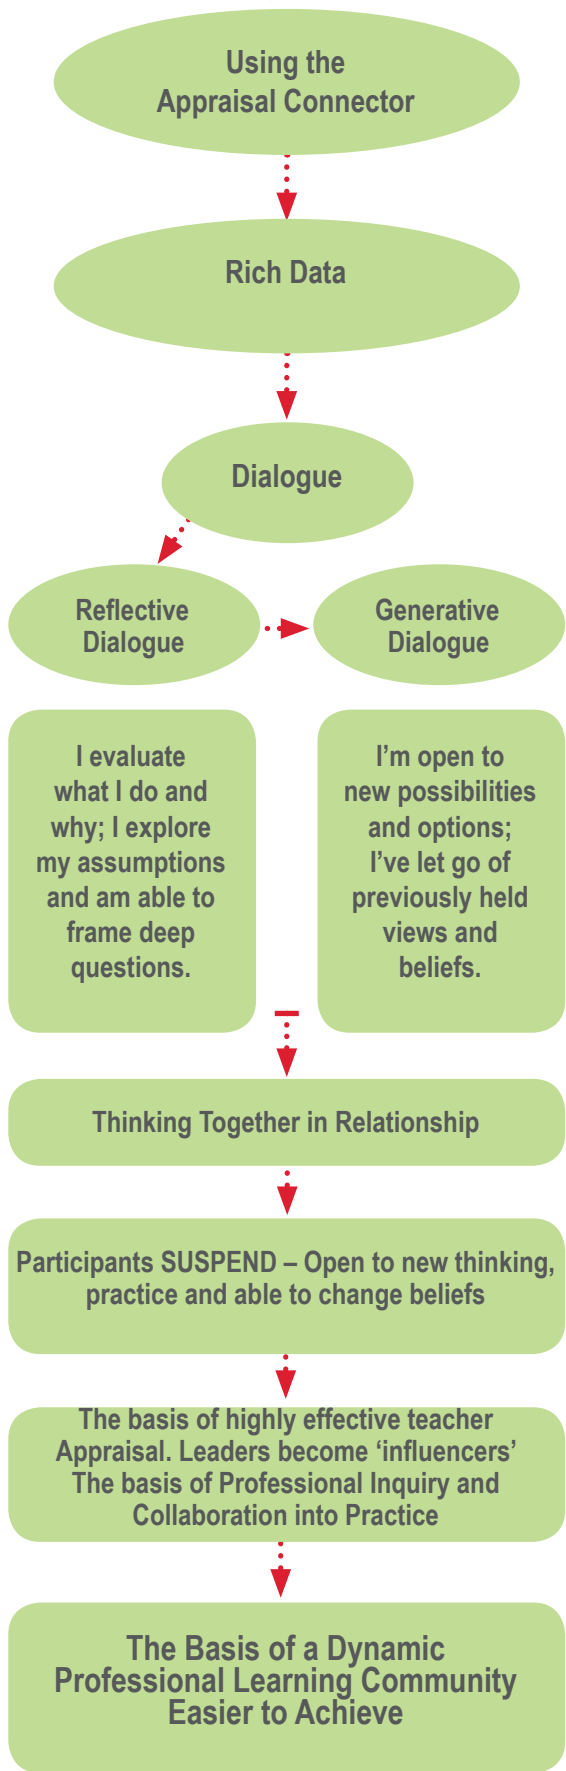 Using the
Appraisal Connector
Rich Data
Dialogue
Reflective
Dialogue
Generative
Dialogue
I evaluate
what I do and
why; I explore
my assumptions
and am able to
frame deep
questions.
I’m open to
new possibilities
and options;
I’ve let go of
previously held
views and
beliefs.
Thinking Together in Relationship
Participants SUSPEND – Open to new thinking,
practice and able to change beliefs
The basis of highly effective teacher
Appraisal. Leaders become ‘influencers’
The basis of Professional Inquiry and
Collaboration into Practice
The Basis of a Dynamic
Professional Learning Community
Easier to Achieve